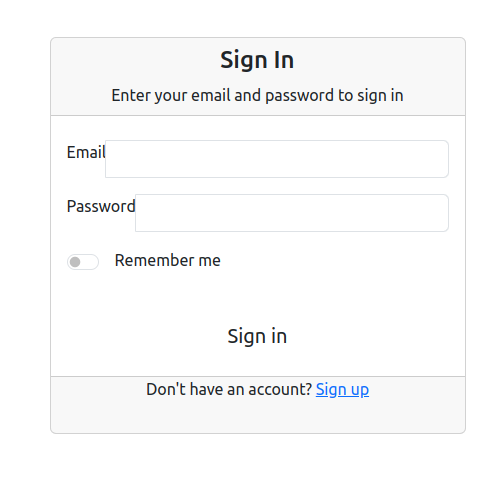 Sign In
Enter your email and password to sign in
Email
Password
Remember me
Sign in
Don't have an account? Sign up